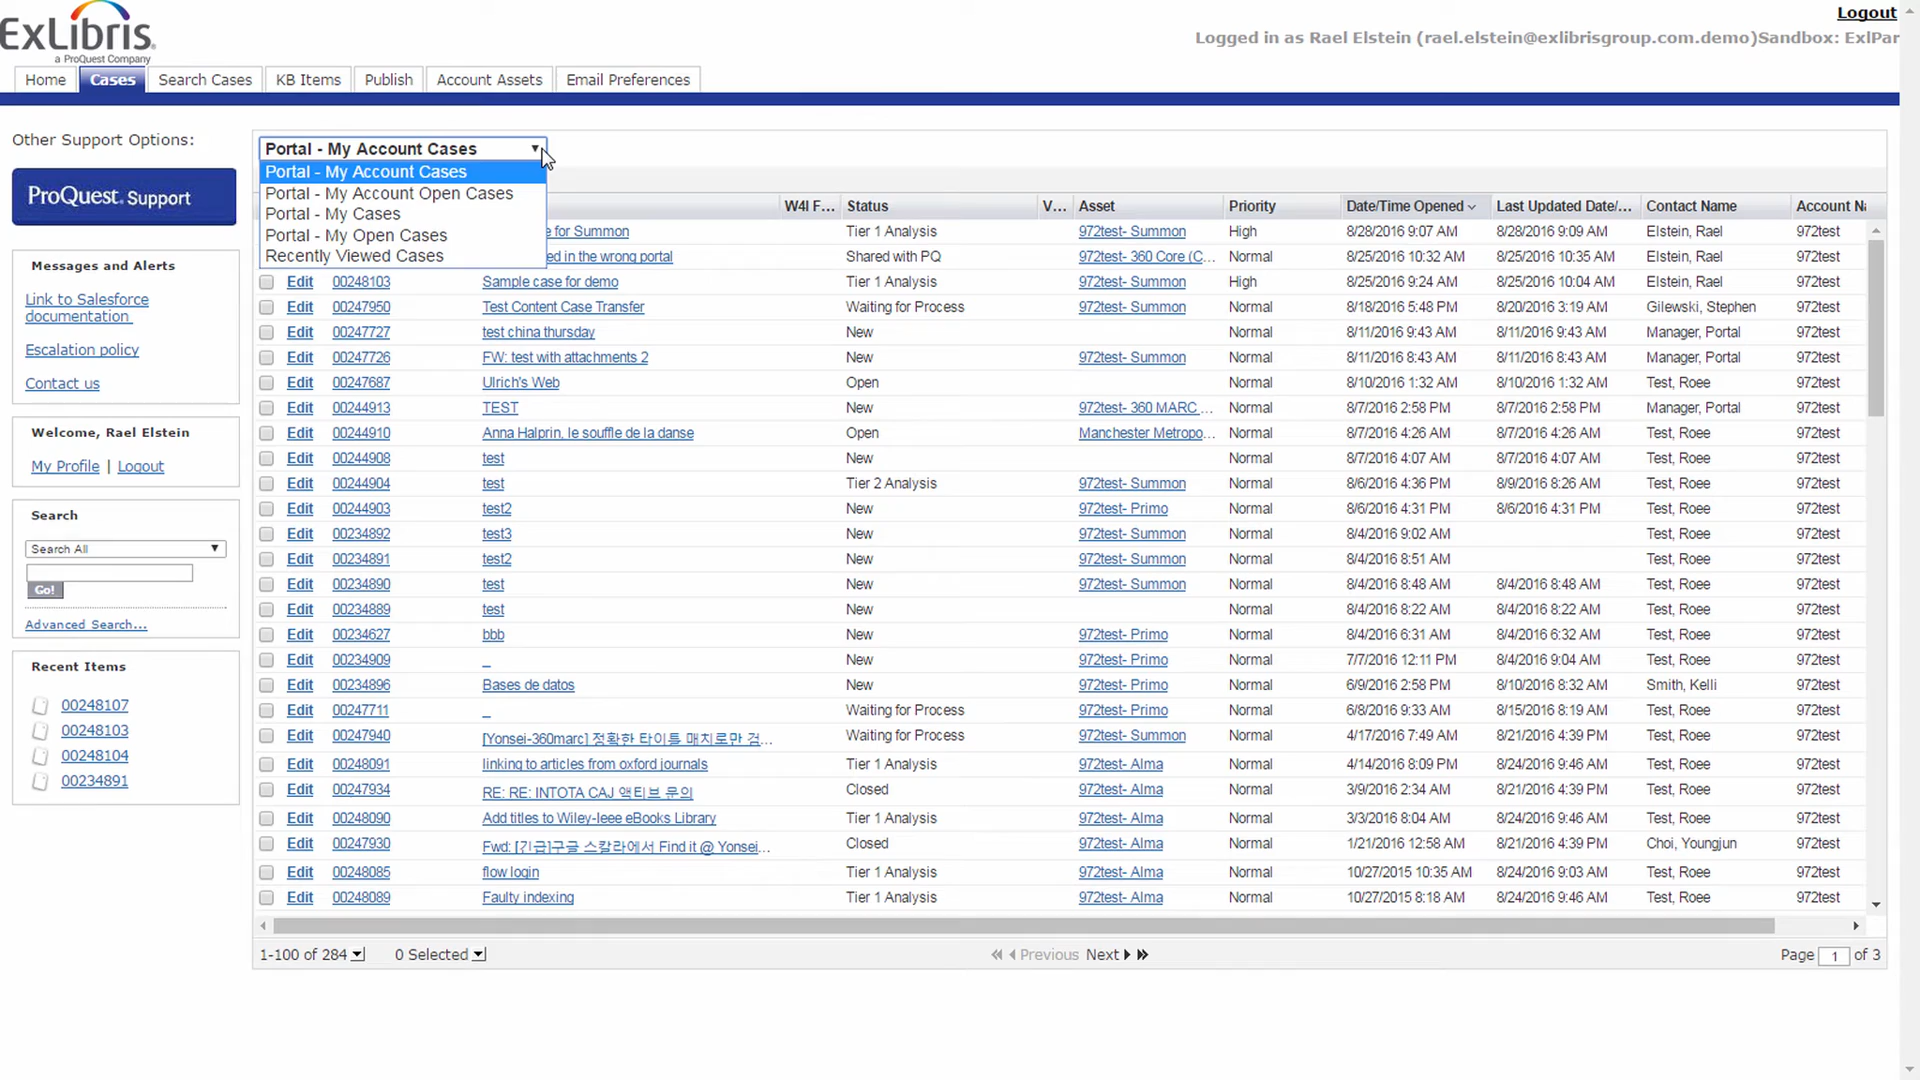 ExLibris
a ProQuest Company
Logout
Logged in as Rael Elstein (rael.elstein@exlibrisgroup.com.demo)Sandbox: ExlPar
Home Cases Search Cases KB Items Publish Account Assets Email Preferences
Other Support Options:
ProQuest Support
Messages and Alerts
Link to Salesforce
documentation
Escalation policy
Contact us
Welcome, Rael Elstein
My Profile | Logout
Search
Search All
Go!
Advanced Search...
Recent Items
00248107
00248103
00248104
00234891
Portal - My Account Cases
Portal - My Account Cases
Portal - My Account Open Cases
Portal - My Cases
Portal - My Open Cases
Recently Viewed Cases
W4I F... Status V... Asset Priority Date/Time Opened Last Updated Date/... Contact Name Account Na
e for Summon Tier 1 Analysis 972test- Summon High 8/28/2016 9:07 AM 8/28/2016 9:09 AM Elstein, Rael 972test
ed in the wrong portal Shared with PQ 972test- 360 Core (C... Normal 8/25/2016 10:32 AM 8/25/2016 10:35 AM Elstein, Rael 972test
Edit 00248103 Sample case for demo Tier 1 Analysis 972test- Summon High 8/25/2016 9:24 AM 8/25/2016 10:04 AM Elstein, Rael 972test
Edit 00247950 Test Content Case Transfer Waiting for Process 972test- Summon Normal 8/18/2016 5:48 PM 8/20/2016 3:19 AM Gilewski, Stephen 972test
Edit 00247727 test china thursday New Normal 8/11/2016 9:43 AM 8/11/2016 9:43 AM Manager, Portal 972test
Edit 00247726 FW: test with attachments 2 New 972test- Summon Normal 8/11/2016 8:43 AM 8/11/2016 8:43 AM Manager, Portal 972test
Edit 00247687 Ulrich's Web Open Normal 8/10/2016 1:32 AM 8/10/2016 1:32 AM Test, Roee 972test
Edit 00244913 TEST New 972test- 360 MARC ... Normal 8/7/2016 2:58 PM 8/7/2016 2:58 PM Manager, Portal 972test
Edit 00244910 Anna Halprin, le souffle de la danse Open Manchester Metropo... Normal 8/7/2016 4:26 AM 8/7/2016 4:26 AM Test, Roee 972test
Edit 00244908 test New Normal 8/7/2016 4:07 AM 8/7/2016 4:07 AM Test, Roee 972test
Edit 00244904 test Tier 2 Analysis 972test- Summon Normal 8/6/2016 4:36 PM 8/9/2016 8:26 AM Test, Roee 972test
Edit 00244903 test2 New 972test- Primo Normal 8/6/2016 4:31 PM 8/6/2016 4:31 PM Test, Roee 972test
Edit 00234892 test3 New 972test- Summon Normal 8/4/2016 9:02 AM Test, Roee 972test
Edit 00234891 test2 New 972test- Summon Normal 8/4/2016 8:51 AM Test, Roee 972test
Edit 00234890 test New 972test- Summon Normal 8/4/2016 8:48 AM 8/4/2016 8:48 AM Test, Roee 972test
Edit 00234889 test New Normal 8/4/2016 8:22 AM 8/4/2016 8:22 AM Test, Roee 972test
Edit 00234627 bbb New 972test- Primo Normal 8/4/2016 6:31 AM 8/4/2016 6:32 AM Test, Roee 972test
Edit 00234909 _ New 972test- Primo Normal 7/7/2016 12:11 PM 8/4/2016 9:04 AM Test, Roee 972test
Edit 00234896 Bases de datos New 972test- Primo Normal 6/9/2016 2:58 PM 8/10/2016 8:32 AM Smith, Kelli 972test
Edit 00247711 _ Waiting for Process 972test- Primo Normal 6/8/2016 9:33 AM 8/15/2016 8:19 AM Test, Roee 972test
Edit 00247940 [Yonsei-360marc] 정확한 타이틀 매치로만 검... Waiting for Process 972test- Summon Normal 4/17/2016 7:49 AM 8/21/2016 4:39 PM Test, Roee 972test
Edit 00248091 linking to articles from oxford journals Tier 1 Analysis 972test- Alma Normal 4/14/2016 8:09 PM 8/24/2016 9:46 AM Test, Roee 972test
Edit 00247934 RE: RE: INTOTA CAJ 액티브 문의 Closed 972test- Alma Normal 3/9/2016 2:34 AM 8/21/2016 4:39 PM Test, Roee 972test
Edit 00248090 Add titles to Wiley-Ieee eBooks Library Tier 1 Analysis 972test- Alma Normal 3/3/2016 8:04 AM 8/24/2016 9:46 AM Test, Roee 972test
Edit 00247930 Fwd: [긴급]구글 스칼라에서 Find it @ Yonsei... Closed 972test- Alma Normal 1/21/2016 12:58 AM 8/21/2016 4:39 PM Choi, Youngjun 972test
Edit 00248085 flow login Tier 1 Analysis 972test- Alma Normal 10/27/2015 10:35 AM 8/24/2016 9:03 AM Test, Roee 972test
Edit 00248089 Faulty indexing Tier 1 Analysis 972test- Alma Normal 10/27/2015 8:18 AM 8/24/2016 9:46 AM Test, Roee 972test
1-100 of 284 0 Selected Previous Next Page 1 of 3